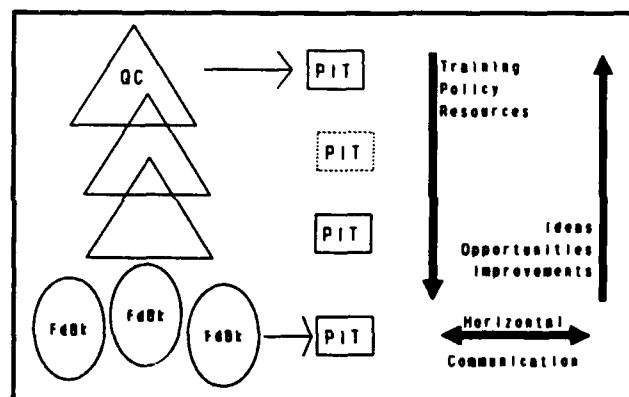 QC
PIT
Training
Policy
Resources
PIT
PIT
Ideas
Opportunities
Improvements
FdBk
FdBk
FdBk
PIT
Horizontal
Communication